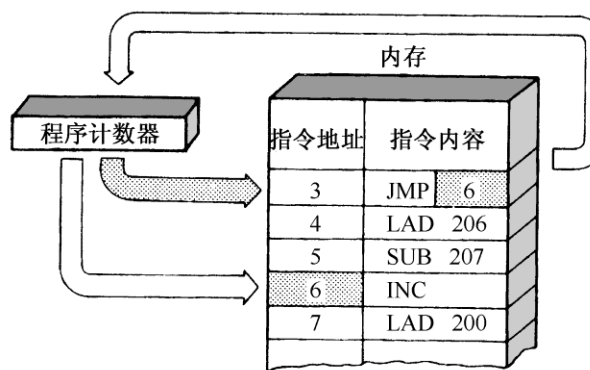 内存
程序计数器
指令地址 指令内容
3 JMP 6
4 LAD 206
5 SUB 207
6 INC
7 LAD 200